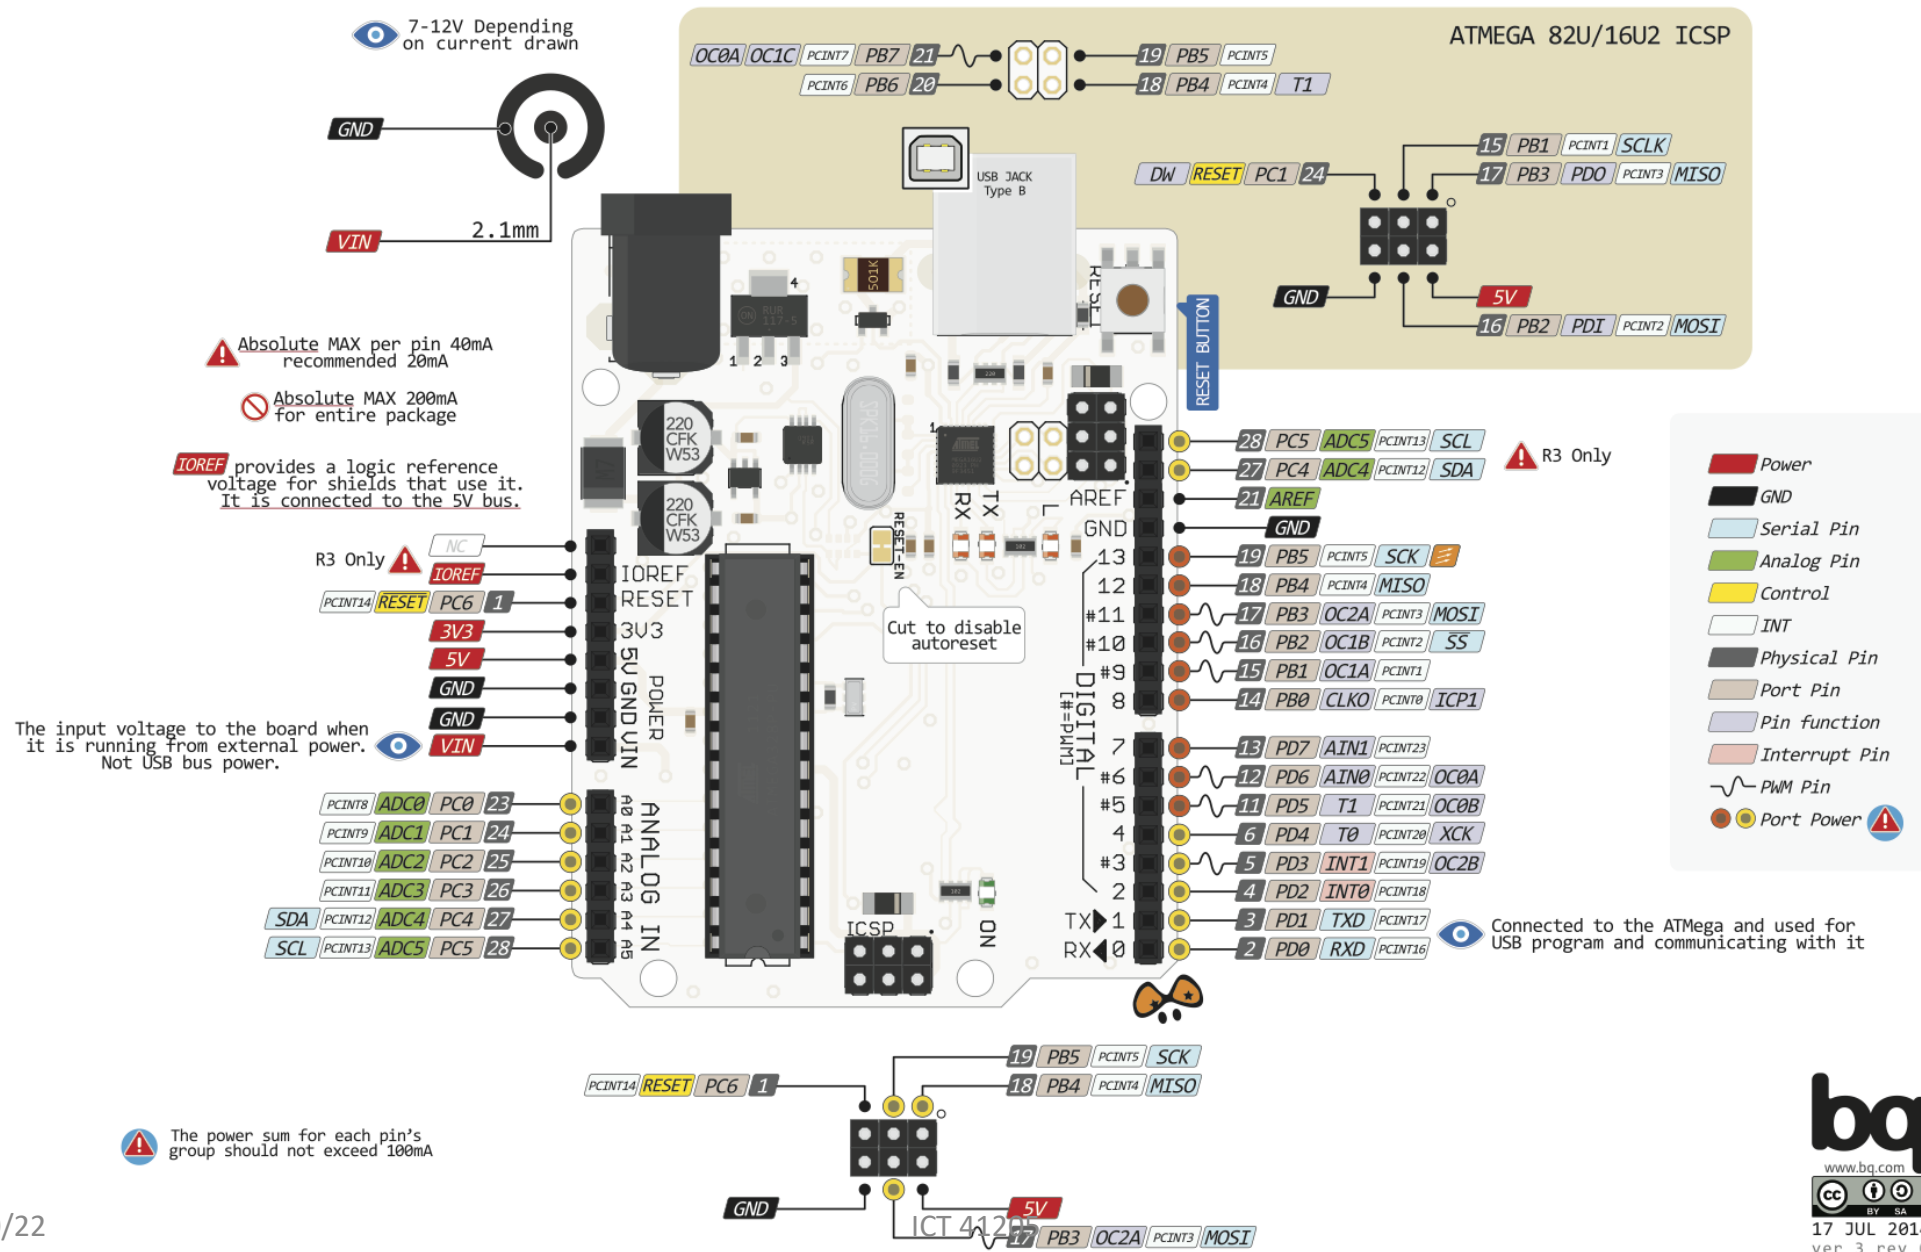 7-12V Depending
on current drawn
GND
VIN
2.1mm
ATMEGA 82U/16U2 ICSP
OC0A OC1C PCINT7 PB7 21
PCINT6 PB6 20
19 PB5 PCINT5
18 PB4 PCINT4 T1
15 PB1 PCINT1 SCLK
17 PB3 PDO PCINT3 MISO
DW RESET PC1 24
GND
5V
16 PB2 PDI PCINT2 MOSI
USB JACK
Type B
RESET BUTTON
RESE
501K
4
1 2 3
Absolute MAX per pin 40mA
recommended 20mA
Absolute MAX 200mA
for entire package
IOREF provides a logic reference
voltage for shields that use it.
It is connected to the 5V bus.
220
CFK
W53
220
CFK
W53
1
RX TX L
RESET-EN
Cut to disable
autoreset
R3 Only
NC
IOREF
PCINT14 RESET PC6 1
3V3
5V
GND
GND
VIN
IOREF
RESET
3V3
5V
GND
GND
VIN
POWER
The input voltage to the board when
it is running from external power.
Not USB bus power.
PCINT8 ADC0 PC0 23
PCINT9 ADC1 PC1 24
PCINT10 ADC2 PC2 25
PCINT11 ADC3 PC3 26
SDA PCINT12 ADC4 PC4 27
SCL PCINT13 ADC5 PC5 28
A0
A1
A2
A3
A4
A5
ANALOG IN
ICSP
ON
AREF
GND
13
12
#11
#10
#9
8
7
#6
#5
4
#3
2
TX 1
RX 0
DIGITAL
[#=PWM]
28 PC5 ADC5 PCINT13 SCL
27 PC4 ADC4 PCINT12 SDA
R3 Only
21 AREF
GND
19 PB5 PCINT5 SCK
18 PB4 PCINT4 MISO
17 PB3 OC2A PCINT3 MOSI
16 PB2 OC1B PCINT2 SS
15 PB1 OC1A PCINT1
14 PB0 CLKO PCINT0 ICP1
13 PD7 AIN1 PCINT23
12 PD6 AIN0 PCINT22 OC0A
11 PD5 T1 PCINT21 OC0B
6 PD4 T0 PCINT20 XCK
5 PD3 INT1 PCINT19 OC2B
4 PD2 INT0 PCINT18
3 PD1 TXD PCINT17
2 PD0 RXD PCINT16
Connected to the ATMega and used for
USB program and communicating with it
Power
GND
Serial Pin
Analog Pin
Control
INT
Physical Pin
Port Pin
Pin function
Interrupt Pin
PWM Pin
Port Power
19 PB5 PCINT5 SCK
18 PB4 PCINT4 MISO
PCINT14 RESET PC6 1
GND
5V
17 PB3 OC2A PCINT3 MOSI
The power sum for each pin's
group should not exceed 100mA
/22
ICT 41205
bq
www.bq.com
cc BY SA
17 JUL 2014